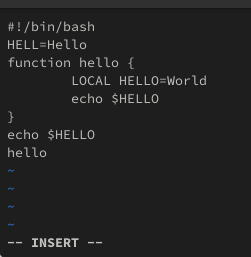 #!/bin/bash
HELL=Hello
function hello {
        LOCAL HELLO=World
        echo $HELLO
}
echo $HELLO
hello
~
~
~
~
-- INSERT --